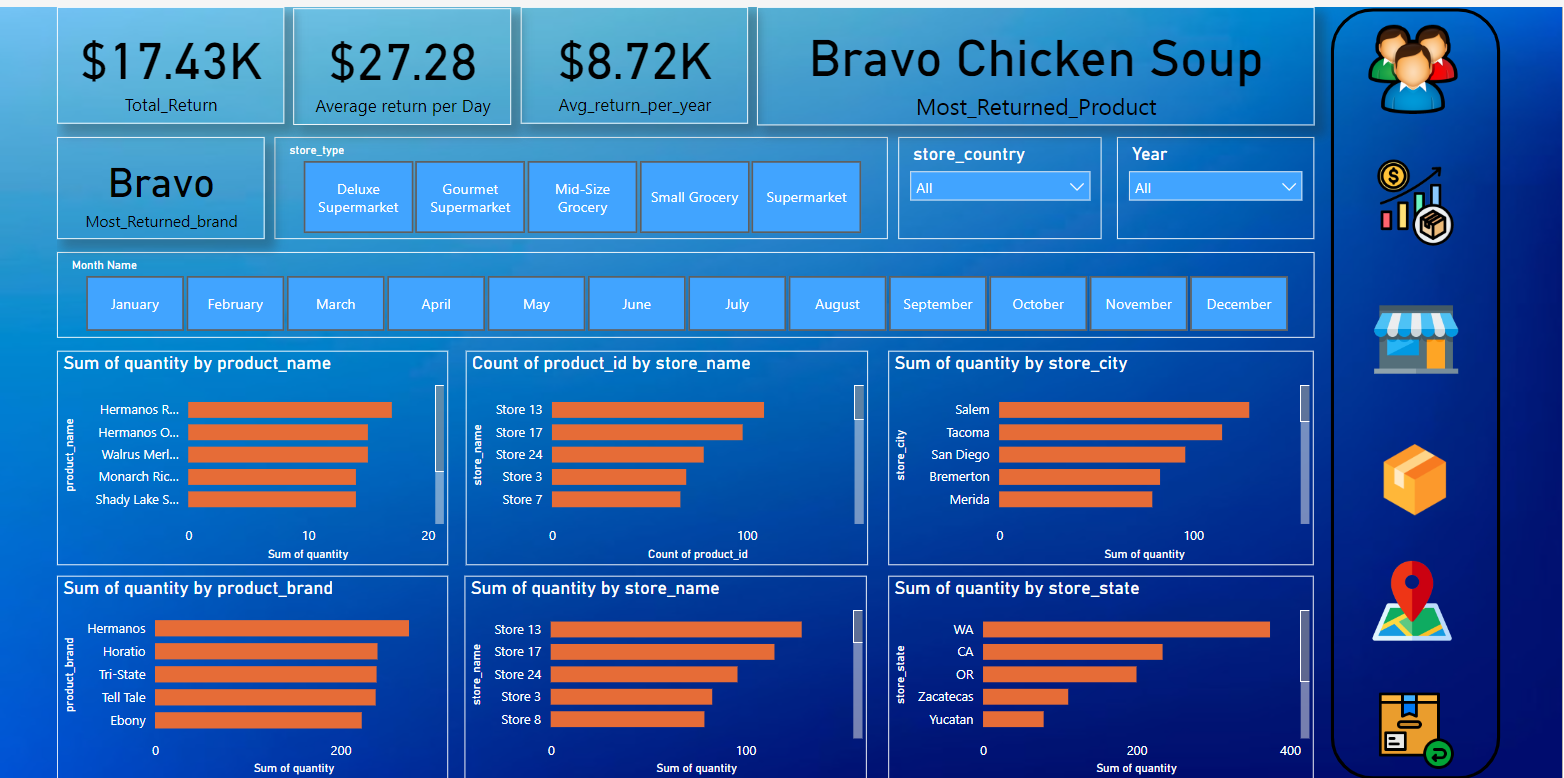 $17.43K
Total_Return
$27.28
Average return per Day
$8.72K
Avg_return_per_year
Bravo Chicken Soup
Most_Returned_Product
Bravo
Most_Returned_brand
store_type
Deluxe
Supermarket
Gourmet
Supermarket
Mid-Size
Grocery
Small Grocery
Supermarket
store_country
All
Year
All
Month Name
January
February
March
April
May
June
July
August
September
October
November
December
Sum of quantity by product_name
product_name
Hermanos R...
Hermanos O...
Walrus Merl...
Monarch Ric...
Shady Lake S...
0 10 20
Sum of quantity
Count of product_id by store_name
store_name
Store 13
Store 17
Store 24
Store 3
Store 7
0 100
Count of product_id
Sum of quantity by store_city
store_city
Salem
Tacoma
San Diego
Bremerton
Merida
0 100
Sum of quantity
Sum of quantity by product_brand
product_brand
Hermanos
Horatio
Tri-State
Tell Tale
Ebony
0 200
Sum of quantity
Sum of quantity by store_name
store_name
Store 13
Store 17
Store 24
Store 3
Store 8
0 100
Sum of quantity
Sum of quantity by store_state
store_state
WA
CA
OR
Zacatecas
Yucatan
0 200 400
Sum of quantity